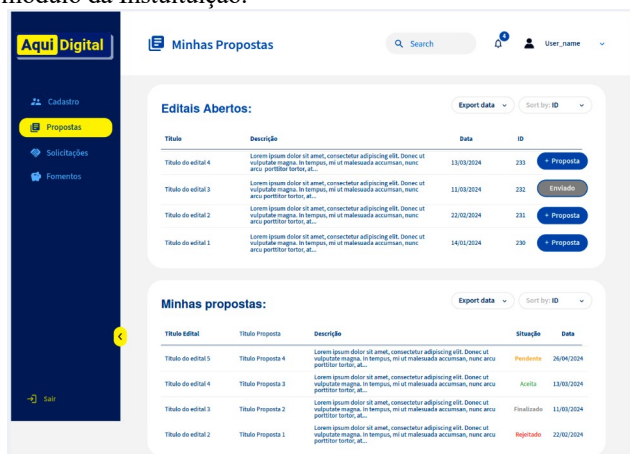 módulo da Instuituição.
Aqui Digital
Minhas Propostas
Search
4
User_name
Cadastro
Propostas
Solicitações
Fomentos
Sair
Editais Abertos:
Export data
Sort by: ID
Título Descrição Data ID
Título do edital 4 Lorem ipsum dolor sit amet, consectetur adipiscing elit. Donec ut 13/03/2024 233 + Proposta
vulputate magna. In tempus, mi ut malesuada accumsan, nunc
arcu porttitor tortor, at...
Título do edital 3 Lorem ipsum dolor sit amet, consectetur adipiscing elit. Donec ut 11/03/2024 232 Enviado
vulputate magna. In tempus, mi ut malesuada accumsan, nunc
arcu porttitor tortor, at...
Título do edital 2 Lorem ipsum dolor sit amet, consectetur adipiscing elit. Donec ut 22/02/2024 231 + Proposta
vulputate magna. In tempus, mi ut malesuada accumsan, nunc
arcu porttitor tortor, at...
Título do edital 1 Lorem ipsum dolor sit amet, consectetur adipiscing elit. Donec ut 14/01/2024 230 + Proposta
vulputate magna. In tempus, mi ut malesuada accumsan, nunc
arcu porttitor tortor, at...
Minhas propostas:
Export data
Sort by: ID
Título Edital Título Proposta Descrição Situação Data
Título do edital 5 Título Proposta 4 Lorem ipsum dolor sit amet, consectetur adipiscing elit. Donec ut Pendente 26/04/2024
vulputate magna. In tempus, mi ut malesuada accumsan, nunc arcu
porttitor tortor, at...
Título do edital 4 Título Proposta 3 Lorem ipsum dolor sit amet, consectetur adipiscing elit. Donec ut Aceita 13/03/2024
vulputate magna. In tempus, mi ut malesuada accumsan, nunc arcu
porttitor tortor, at...
Título do edital 3 Título Proposta 2 Lorem ipsum dolor sit amet, consectetur adipiscing elit. Donec ut Finalizado 11/03/2024
vulputate magna. In tempus, mi ut malesuada accumsan, nunc arcu
porttitor tortor, at...
Título do edital 2 Título Proposta 1 Lorem ipsum dolor sit amet, consectetur adipiscing elit. Donec ut Rejeitado 22/02/2024
vulputate magna. In tempus, mi ut malesuada accumsan, nunc arcu
porttitor tortor, at...